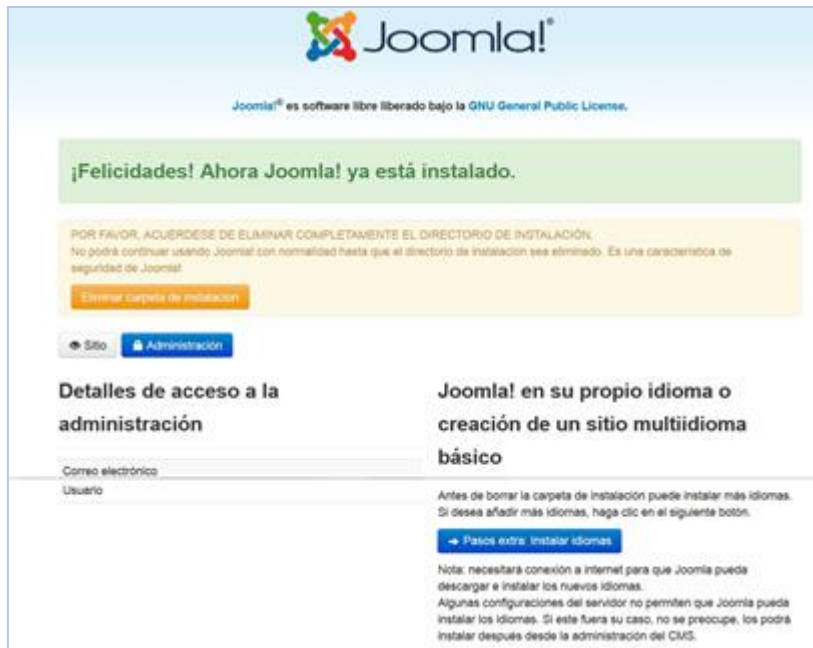 Joomla!®
Joomla!® es software libre liberado bajo la GNU General Public License.
¡Felicidades! Ahora Joomla! ya está instalado.
POR FAVOR, ACUÉRDESE DE ELIMINAR COMPLETAMENTE EL DIRECTORIO DE INSTALACIÓN.
No podrá continuar usando Joomla! con normalidad hasta que el directorio de instalación sea eliminado. Es una característica de
seguridad de Joomla!
Eliminar carpeta de instalación
Sitio
Administración
Detalles de acceso a la
administración
Correo electrónico
Usuario
Joomla! en su propio idioma o
creación de un sitio multiidioma
básico
Antes de borrar la carpeta de instalación puede instalar más idiomas.
Si desea añadir más idiomas, haga clic en el siguiente botón.
→ Pasos extra: Instalar idiomas
Nota: necesitará conexión a internet para que Joomla pueda
descargar e instalar los nuevos idiomas.
Algunas configuraciones del servidor no permiten que Joomla pueda
instalar los idiomas. Si este fuera su caso, no se preocupe, los podrá
instalar después desde la administración del CMS.